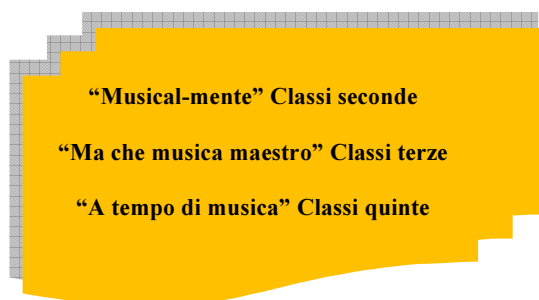 “Musical-mente” Classi seconde
“Ma che musica maestro” Classi terze
“A tempo di musica” Classi quinte